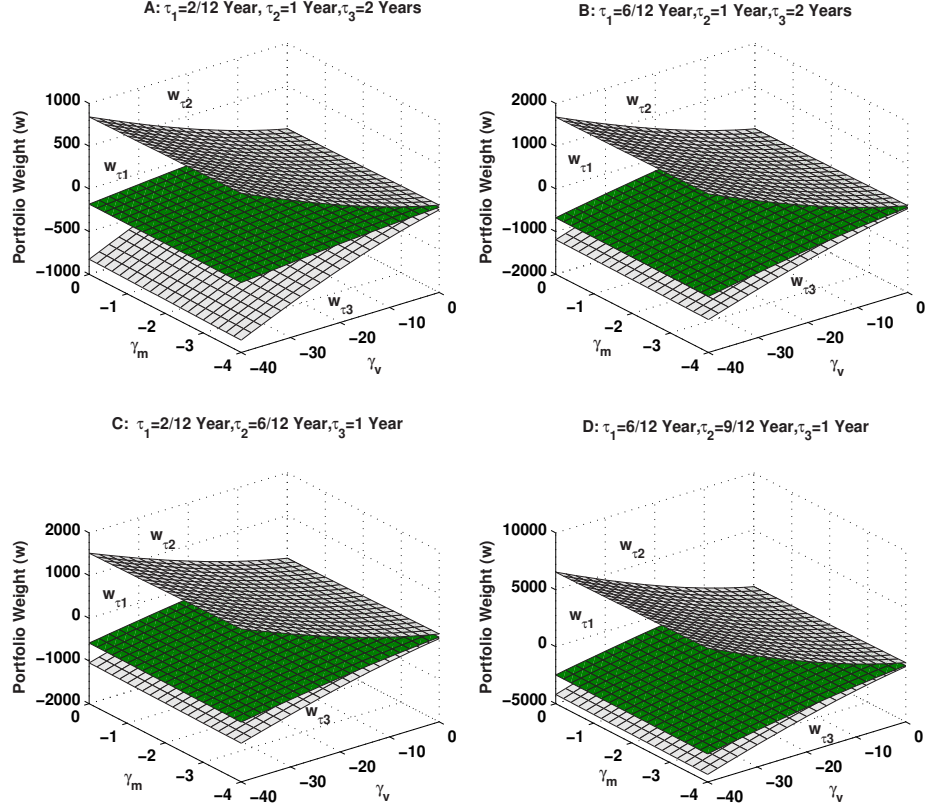 A: τ1=2/12 Year, τ2=1 Year,τ3=2 Years
1000
500
0
−500
−1000
Portfolio Weight (w)
wτ2
wτ1
wτ3
0
−1
−2
−3
−4
γm
−40
−30
−20
−10
0
γv
B: τ1=6/12 Year,τ2=1 Year,τ3=2 Years
2000
1000
0
−1000
−2000
Portfolio Weight (w)
wτ2
wτ1
wτ3
0
−1
−2
−3
−4
γm
−40
−30
−20
−10
0
γv
C: τ1=2/12 Year,τ2=6/12 Year,τ3=1 Year
2000
1000
0
−1000
−2000
Portfolio Weight (w)
wτ2
wτ1
wτ3
0
−1
−2
−3
−4
γm
−40
−30
−20
−10
0
γv
D: τ1=6/12 Year,τ2=9/12 Year,τ3=1 Year
10000
5000
0
−5000
Portfolio Weight (w)
wτ2
wτ1
wτ3
0
−1
−2
−3
−4
γm
−40
−30
−20
−10
0
γv